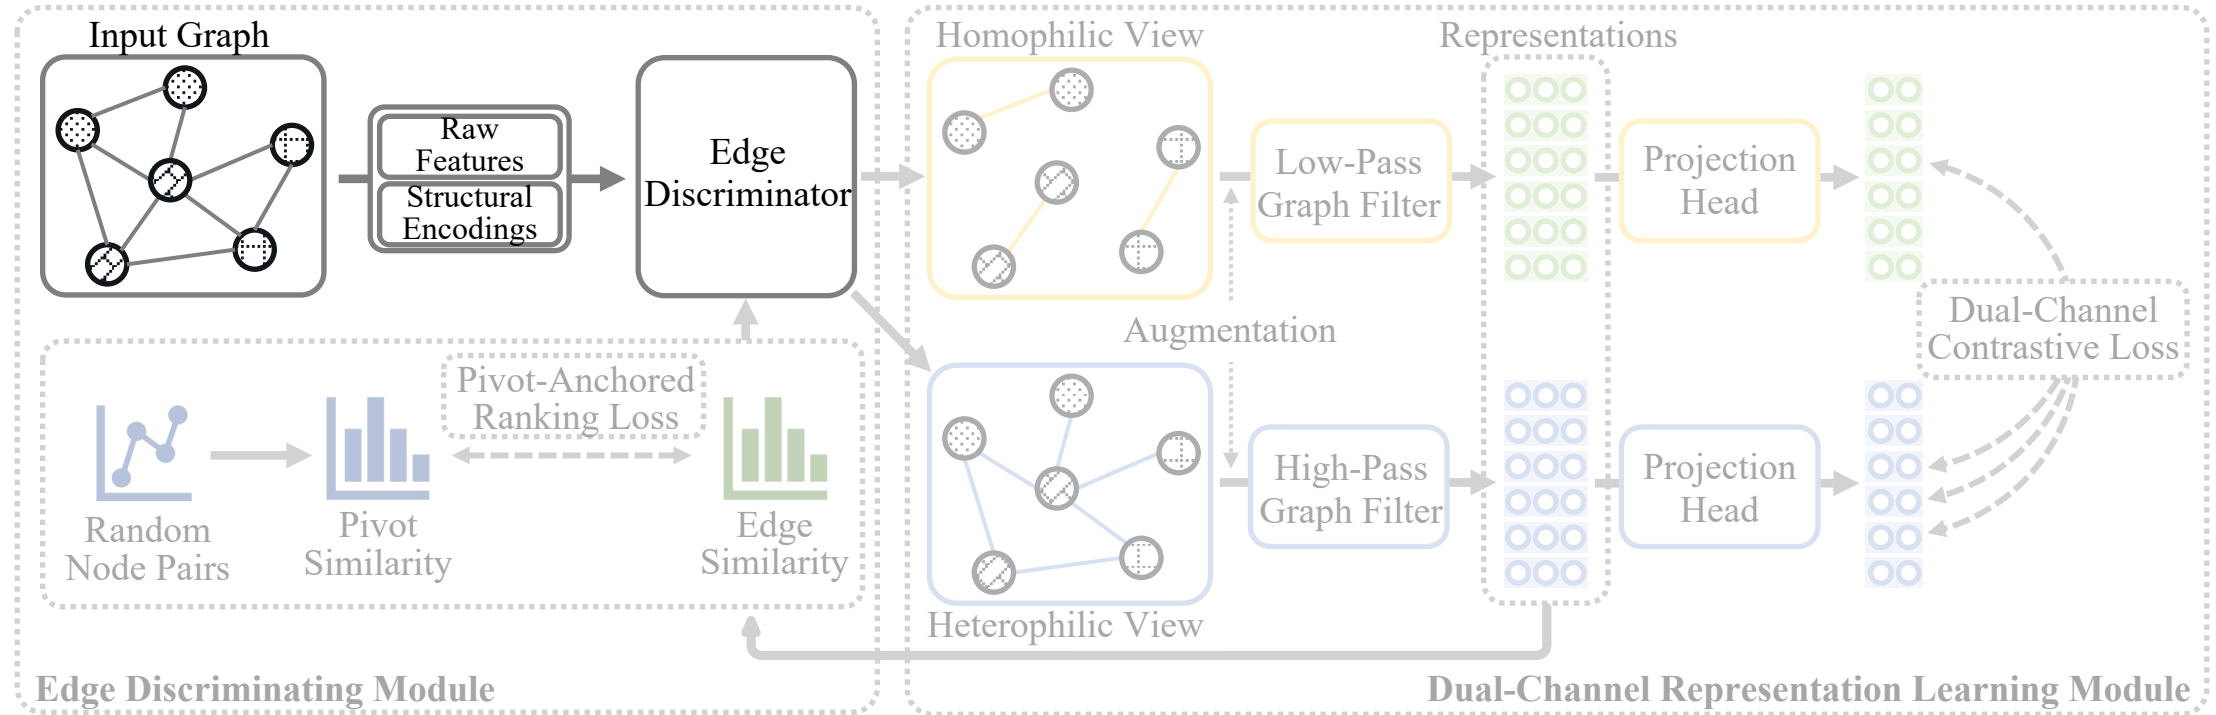 Input Graph
Raw
Features
Structural
Encodings
Edge
Discriminator
Pivot-Anchored
Ranking Loss
Random
Node Pairs
Pivot
Similarity
Edge
Similarity
Edge Discriminating Module
Homophilic View
Low-Pass
Graph Filter
Representations
Projection
Head
Augmentation
Dual-Channel
Contrastive Loss
High-Pass
Graph Filter
Projection
Head
Heterophilic View
Dual-Channel Representation Learning Module